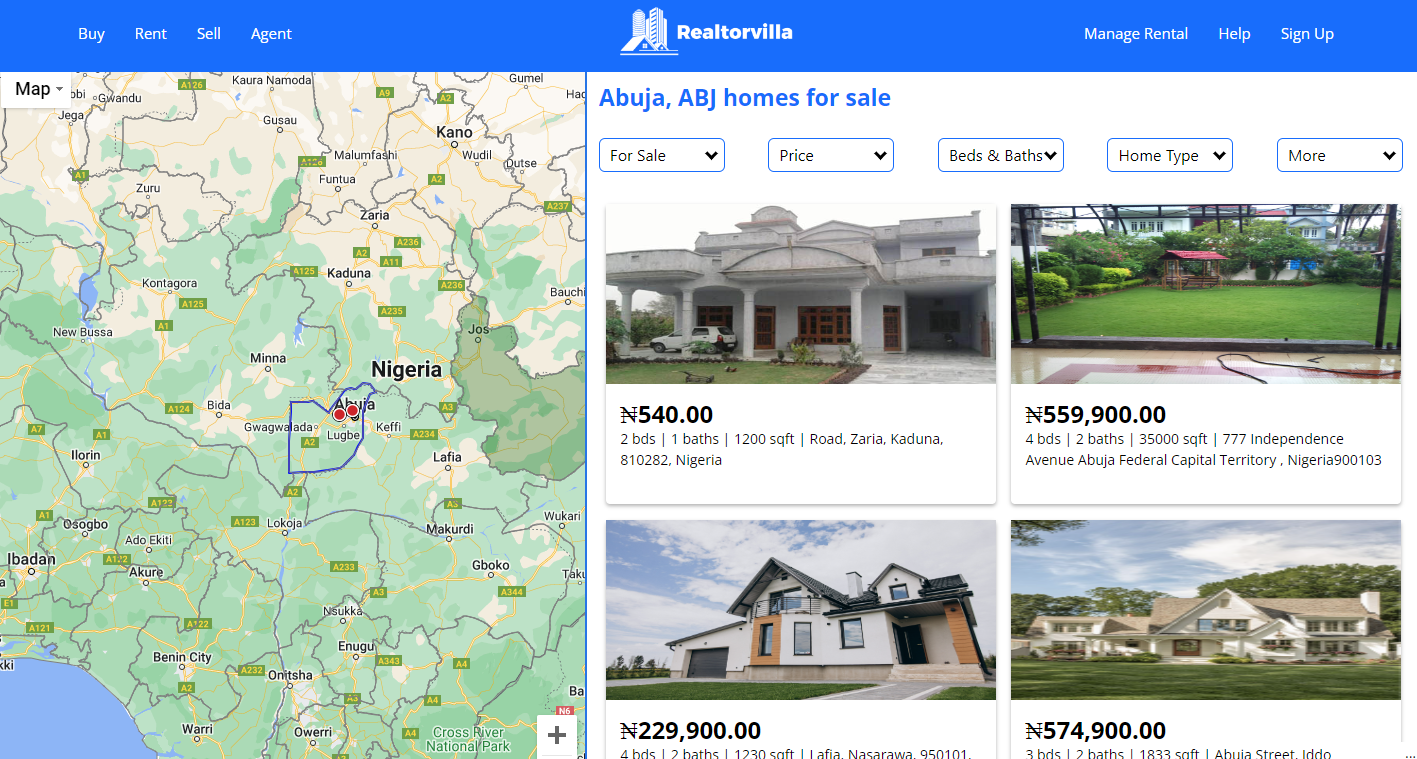 Buy
Rent
Sell
Agent
Realtorvilla
Manage Rental
Help
Sign Up
Map
Abuja, ABJ homes for sale
For Sale
Price
Beds & Baths
Home Type
More
₦540.00
2 bds | 1 baths | 1200 sqft | Road, Zaria, Kaduna,
810282, Nigeria
₦559,900.00
4 bds | 2 baths | 35000 sqft | 777 Independence
Avenue Abuja Federal Capital Territory , Nigeria900103
₦229,900.00
4 bds | 2 baths | 1230 sqft | Lafia, Nasarawa, 950101,
₦574,900.00
3 bds | 2 baths | 1833 sqft | Abuja Street, Iddo
A126
Kaura Namoda
Gumel
Gwandu
A9
A2
Jega
Gusau
Kano
Malumfashi
Wudil
Dutse
A126
A1
Funtua
A2
Zuru
Zaria
A237
A236
A2
A11
A125
Kaduna
A236
Kontagora
A125
Bauchi
A235
A1
New Bussa
Jos
Minna
Nigeria
Abuja
A124
Bida
A3
Gwagwalada
Lugbe
Keffi
A7
A1
A2
A234
Ilorin
Lafia
A2
A122
A3
A1
A123
Lokoja
Wukari
Osogbo
Makurdi
Ado Ekiti
Ibadan
A122
A233
Gboko
Akure
Taku
A3
A344
E1
Nsukka
A121
A122
Enugu
Benin City
A343
A4
A232
Onitsha
A2
A3
A4
N6
Warri
Owerri
A4
Cross River
National Park